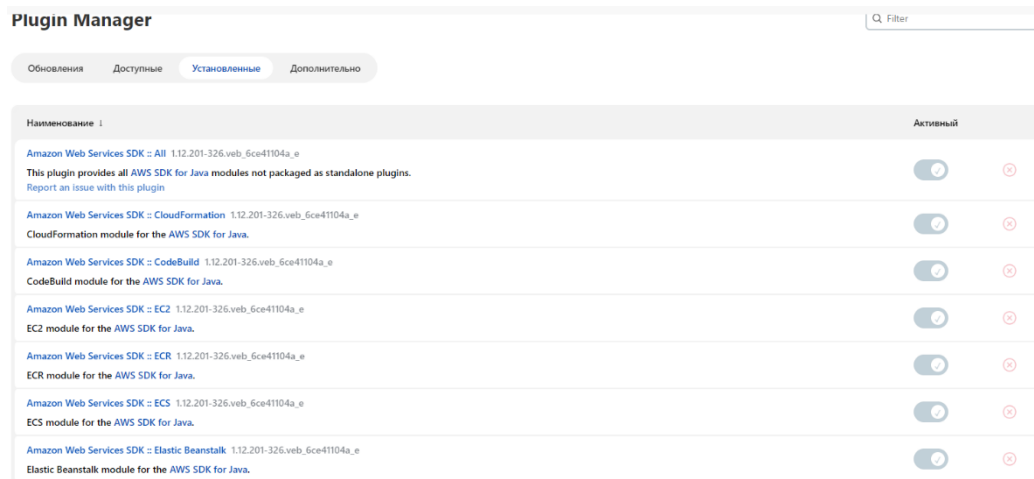 Plugin Manager
Filter
Обновления Доступные Установленные Дополнительно
Наименование ↓ Активный
Amazon Web Services SDK :: All 1.12.201-326.veb_6ce41104a_e
This plugin provides all AWS SDK for Java modules not packaged as standalone plugins.
Report an issue with this plugin
Amazon Web Services SDK :: CloudFormation 1.12.201-326.veb_6ce41104a_e
CloudFormation module for the AWS SDK for Java.
Amazon Web Services SDK :: CodeBuild 1.12.201-326.veb_6ce41104a_e
CodeBuild module for the AWS SDK for Java.
Amazon Web Services SDK :: EC2 1.12.201-326.veb_6ce41104a_e
EC2 module for the AWS SDK for Java.
Amazon Web Services SDK :: ECR 1.12.201-326.veb_6ce41104a_e
ECR module for the AWS SDK for Java.
Amazon Web Services SDK :: ECS 1.12.201-326.veb_6ce41104a_e
ECS module for the AWS SDK for Java.
Amazon Web Services SDK :: Elastic Beanstalk 1.12.201-326.veb_6ce41104a_e
Elastic Beanstalk module for the AWS SDK for Java.